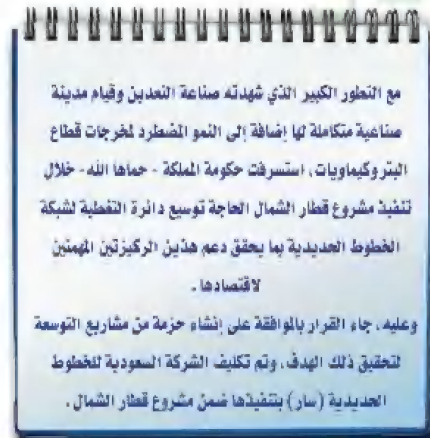 مع التطور الكبير الذي شهدته صناعة التعدين وقيام مدينة
صناعية متكاملة لها إضافة إلى النمو المضطرد لمخرجات قطاع
البتروكيماويات، استسرفت حكومة المملكة - حماها الله - خلال
تنفيذ مشروع قطار الشمال الحاجة توسيع دائرة التغطية لشبكة
الخطوط الحديدية بما يحقق دعم هذين الركيزتين المهمتين
لاقتصادها.
وعليه، جاء القرار بالموافقة على إنشاء حزمة من مشاريع التوسعة
لتحقيق ذلك الهدف، وتم تكليف الشركة السعودية للخطوط
الحديدية (سار) بتنفيذها ضمن مشروع قطار الشمال.